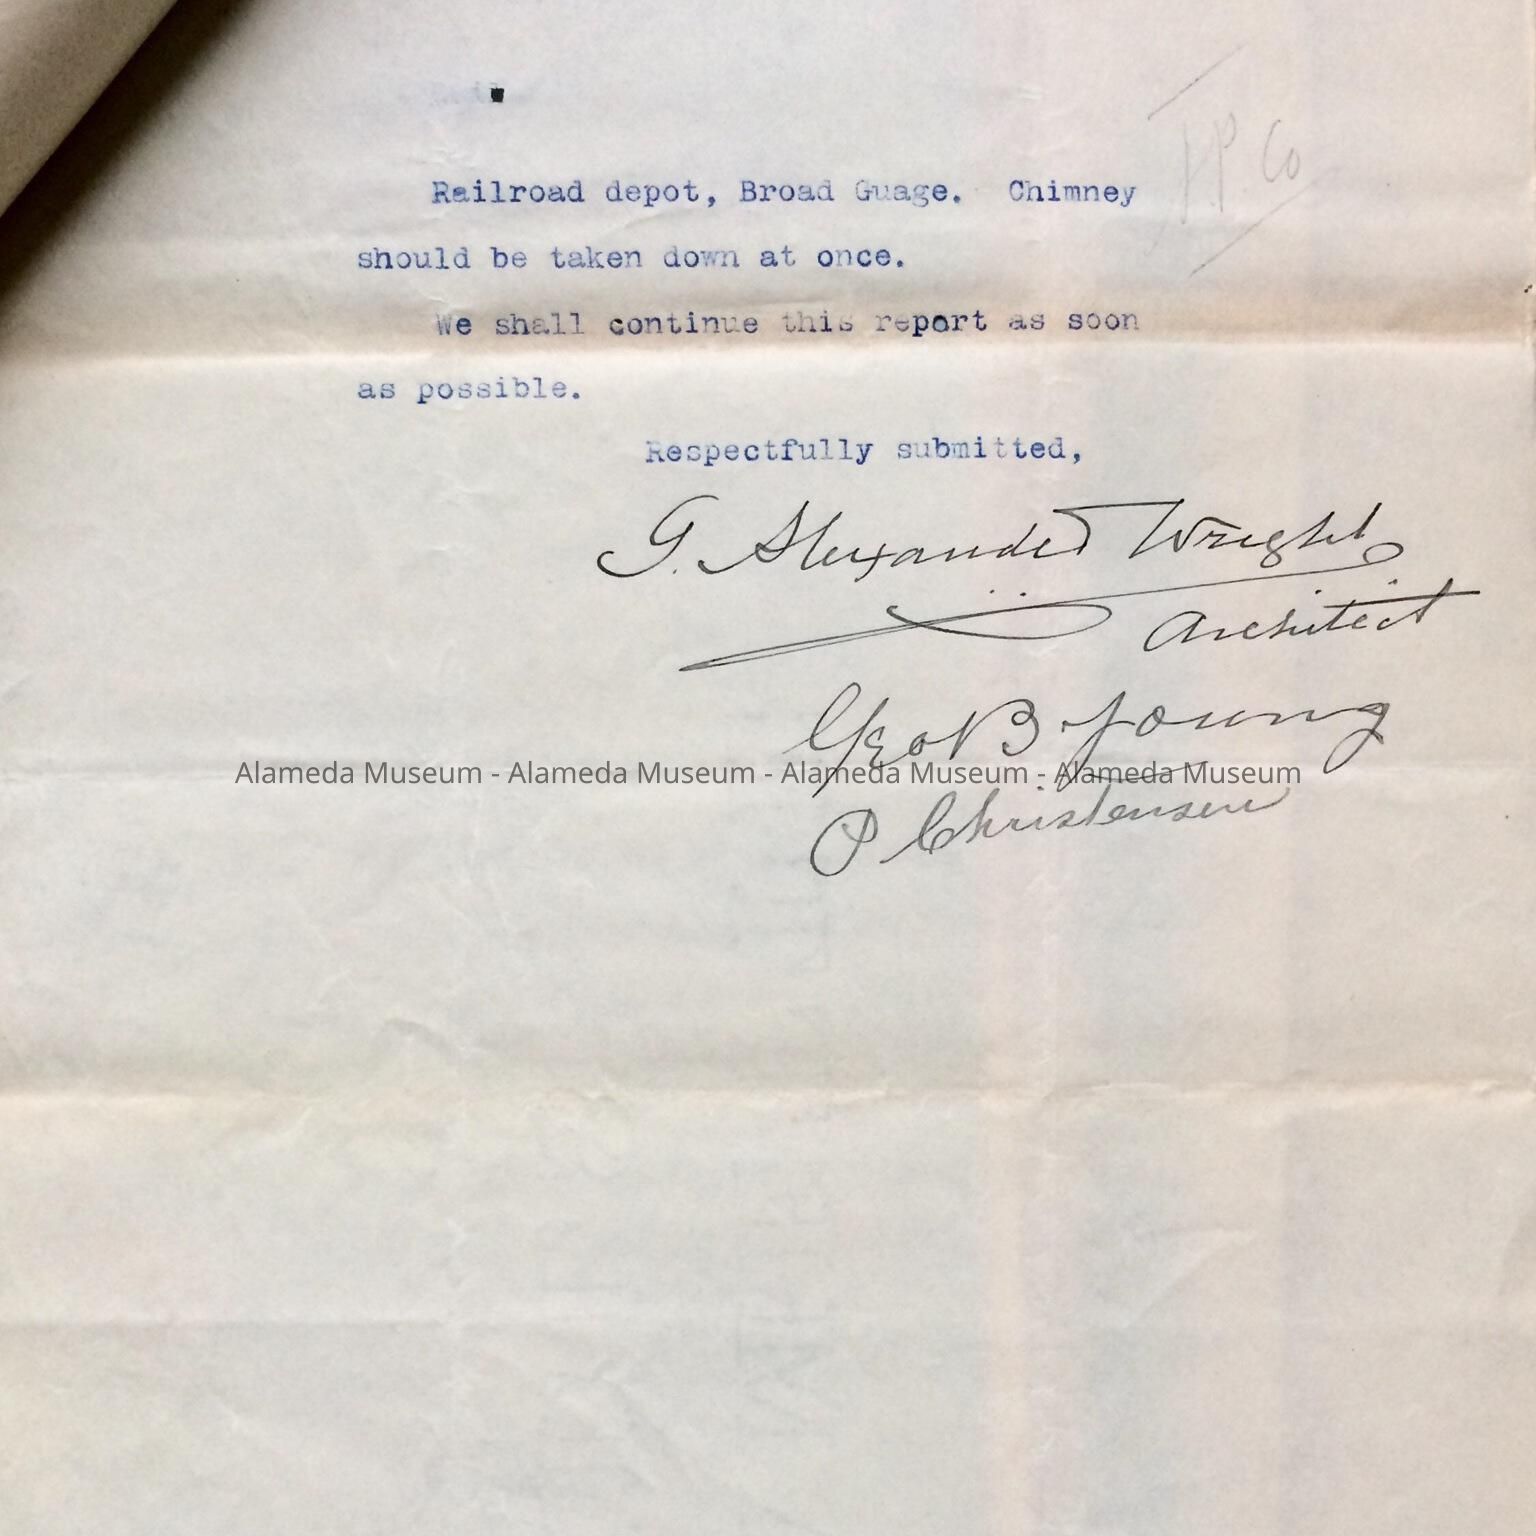 Railroad depot, Broad Guage. Chimney
should be taken down at once.
We shall continue this report as soon
as possible.
Respectfully submitted,
G. Alexander Wright
Architect
Geo B Young
P Christensen
Alameda Museum - Alameda Museum - Alameda Museum - Alameda Museum